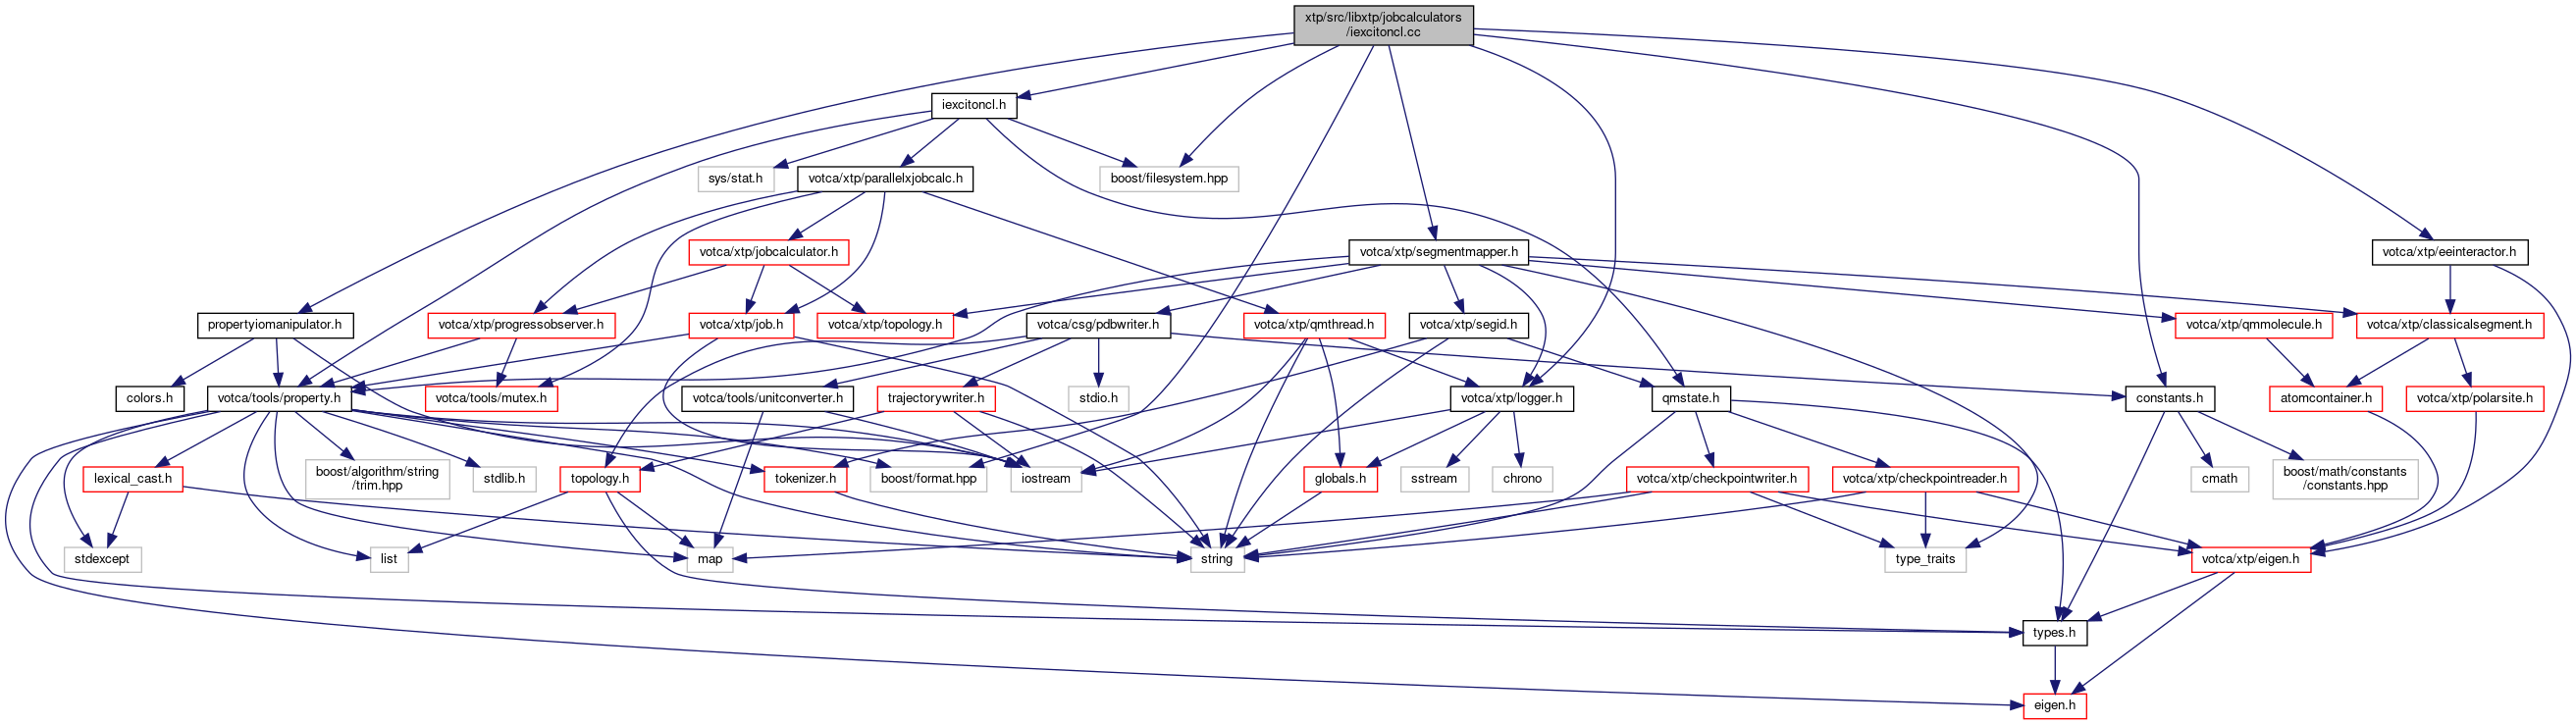 xtp/src/libxtp/jobcalculators
/iexcitoncl.cc
iexcitoncl.h
sys/stat.h
votca/xtp/parallelxjobcalc.h
boost/filesystem.hpp
votca/xtp/jobcalculator.h
votca/xtp/segmentmapper.h
votca/xtp/eeinteractor.h
propertyiomanipulator.h
votca/xtp/progressobserver.h
votca/xtp/job.h
votca/xtp/topology.h
votca/csg/pdbwriter.h
votca/xtp/qmthread.h
votca/xtp/segid.h
votca/xtp/qmmolecule.h
votca/xtp/classicalsegment.h
colors.h
votca/tools/property.h
votca/tools/mutex.h
votca/tools/unitconverter.h
trajectorywriter.h
stdio.h
votca/xtp/logger.h
qmstate.h
constants.h
atomcontainer.h
votca/xtp/polarsite.h
lexical_cast.h
boost/algorithm/string
/trim.hpp
stdlib.h
topology.h
tokenizer.h
boost/format.hpp
iostream
globals.h
sstream
chrono
votca/xtp/checkpointwriter.h
votca/xtp/checkpointreader.h
cmath
boost/math/constants
/constants.hpp
stdexcept
list
map
string
type_traits
votca/xtp/eigen.h
types.h
eigen.h